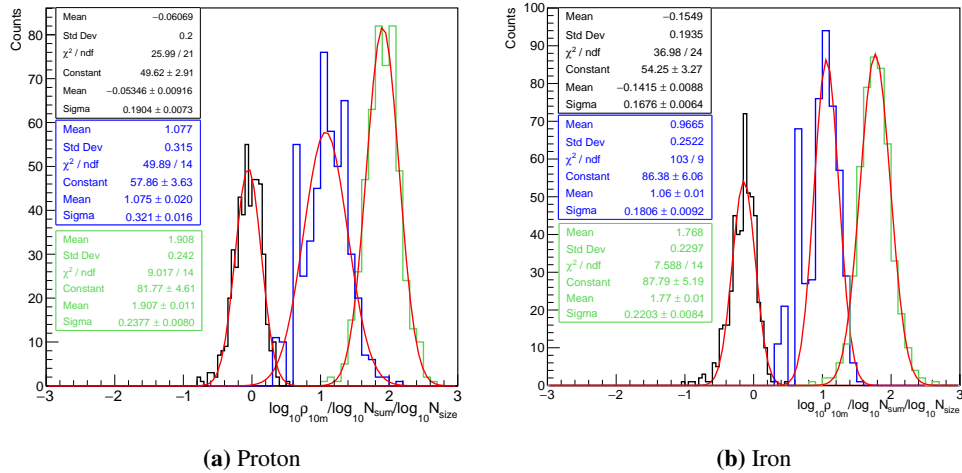 Counts
Mean −0.06069
Std Dev 0.2
χ² / ndf 25.99 / 21
Constant 49.62 ± 2.91
Mean −0.05346 ± 0.00916
Sigma 0.1904 ± 0.0073
Mean 1.077
Std Dev 0.315
χ² / ndf 49.89 / 14
Constant 57.86 ± 3.63
Mean 1.075 ± 0.020
Sigma 0.321 ± 0.016
Mean 1.908
Std Dev 0.242
χ² / ndf 9.017 / 14
Constant 81.77 ± 4.61
Mean 1.907 ± 0.011
Sigma 0.2377 ± 0.0080
80
70
60
50
40
30
20
10
0
−3 −2 −1 0 1 2 3
log₁₀ρ₁₀ₘ/log₁₀N_sum/log₁₀N_size
(a) Proton
Counts
Mean −0.1549
Std Dev 0.1935
χ² / ndf 36.98 / 24
Constant 54.25 ± 3.27
Mean −0.1415 ± 0.0088
Sigma 0.1676 ± 0.0064
Mean 0.9665
Std Dev 0.2522
χ² / ndf 103 / 9
Constant 86.38 ± 6.06
Mean 1.06 ± 0.01
Sigma 0.1806 ± 0.0092
Mean 1.768
Std Dev 0.2297
χ² / ndf 7.588 / 14
Constant 87.79 ± 5.19
Mean 1.77 ± 0.01
Sigma 0.2203 ± 0.0084
100
90
80
70
60
50
40
30
20
10
0
−3 −2 −1 0 1 2 3
log₁₀ρ₁₀ₘ/log₁₀N_sum/log₁₀N_size
(b) Iron